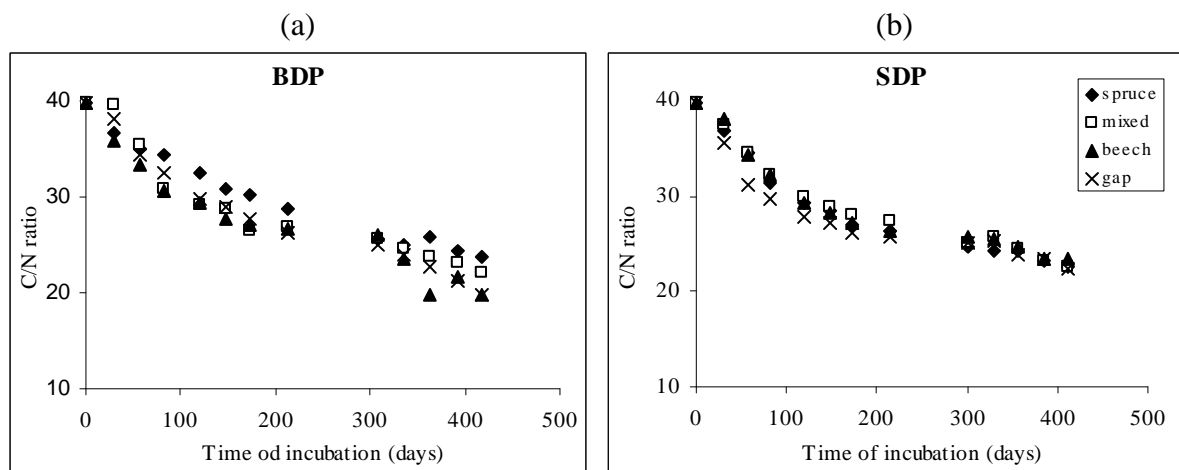 (a)
(b)
BDP
SDP
40
30
20
10
0
100
200
300
400
500
C/N ratio
Time od incubation (days)
40
30
20
10
0
100
200
300
400
500
C/N ratio
Time of incubation (days)
spruce
mixed
beech
gap